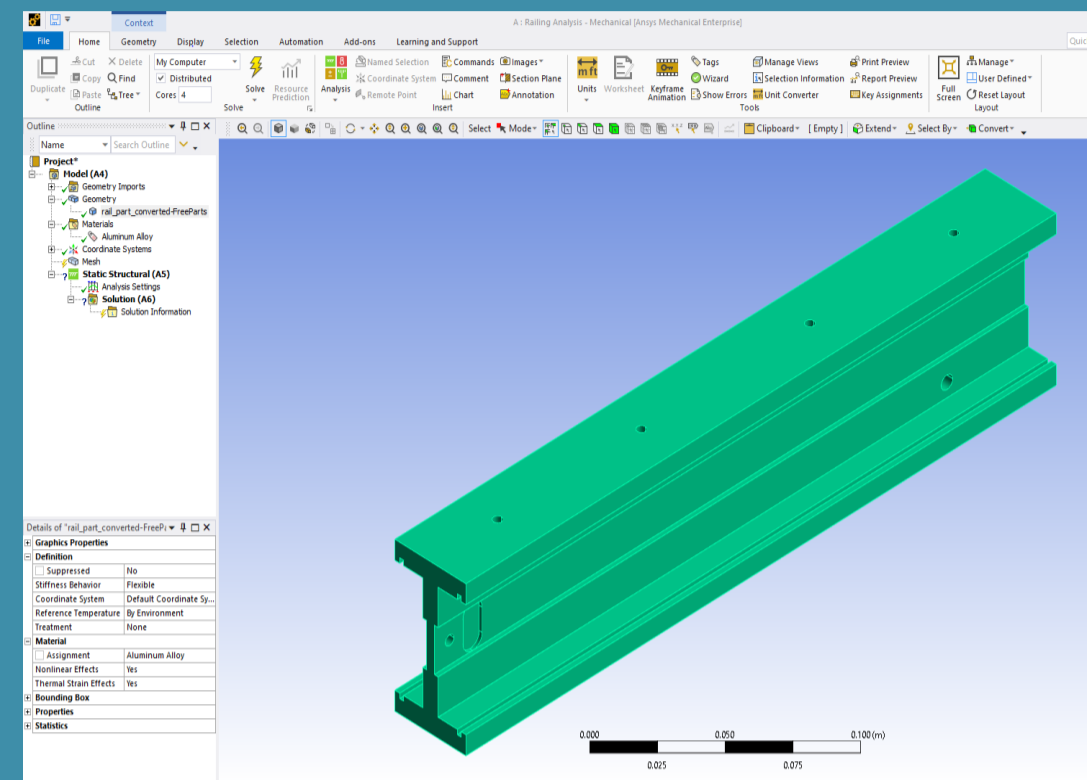 Context
A : Railing Analysis - Mechanical [Ansys Mechanical Enterprise]
File Home Geometry Display Selection Automation Add-ons Learning and Support
Quic
Duplicate
Cut Delete
Copy Find
Paste Tree
Outline
My Computer
Distributed
Cores 4
Solve
Resource Prediction
Solve
Analysis
Named Selection Commands Images
Coordinate System Comment Section Plane
Remote Point Chart Annotation
Insert
Units Worksheet Keyframe Animation
Tags Manage Views Print Preview
Wizard Selection Information Report Preview
Show Errors Unit Converter Key Assignments
Tools
Full Screen
Manage
User Defined
Reset Layout
Layout
Outline
Select Mode Clipboard [ Empty ] Extend Select By Convert
Name Search Outline
Project*
Model (A4)
Geometry Imports
Geometry
rail_part_converted-FreeParts
Materials
Aluminum Alloy
Coordinate Systems
Mesh
Static Structural (A5)
Analysis Settings
Solution (A6)
Solution Information
Details of "rail_part_converted-FreePa
Graphics Properties
Definition
Suppressed No
Stiffness Behavior Flexible
Coordinate System Default Coordinate Sy...
Reference Temperature By Environment
Treatment None
Material
Assignment Aluminum Alloy
Nonlinear Effects Yes
Thermal Strain Effects Yes
Bounding Box
Properties
Statistics
0.000 0.050 0.100 (m)
0.025 0.075